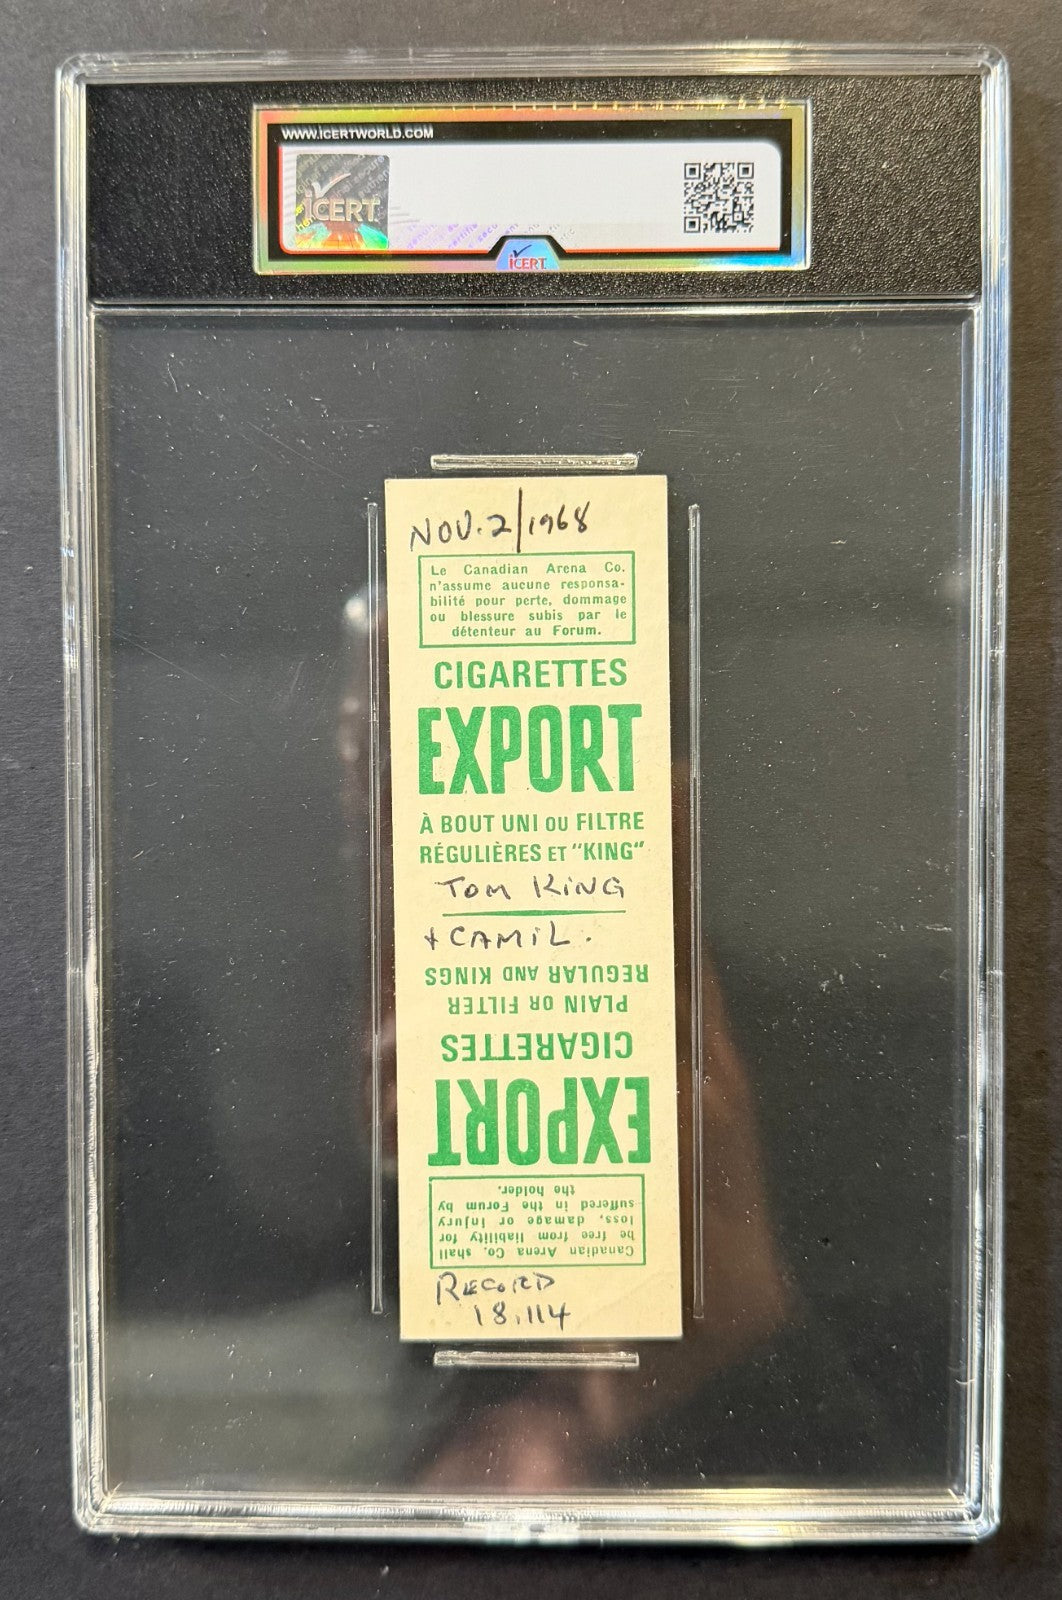 WWW.ICERTWORLD.COM
iCERT
iCERT
NOV. 2/1968
Le Canadian Arena Co.
n'assume aucune responsa-
bilité pour perte, dommage
ou blessure subis par le
détenteur au Forum.
CIGARETTES
EXPORT
À BOUT UNI OU FILTRE
RÉGULIÈRES ET "KING"
TOM KING
+ CAMIL.
REGULAR AND KINGS
PLAIN OR FILTER
CIGARETTES
EXPORT
Canadian Arena Co. shall
be free from liability for
loss, damage or injury
suffered in the Forum by
the holder.
RECORD
18,114